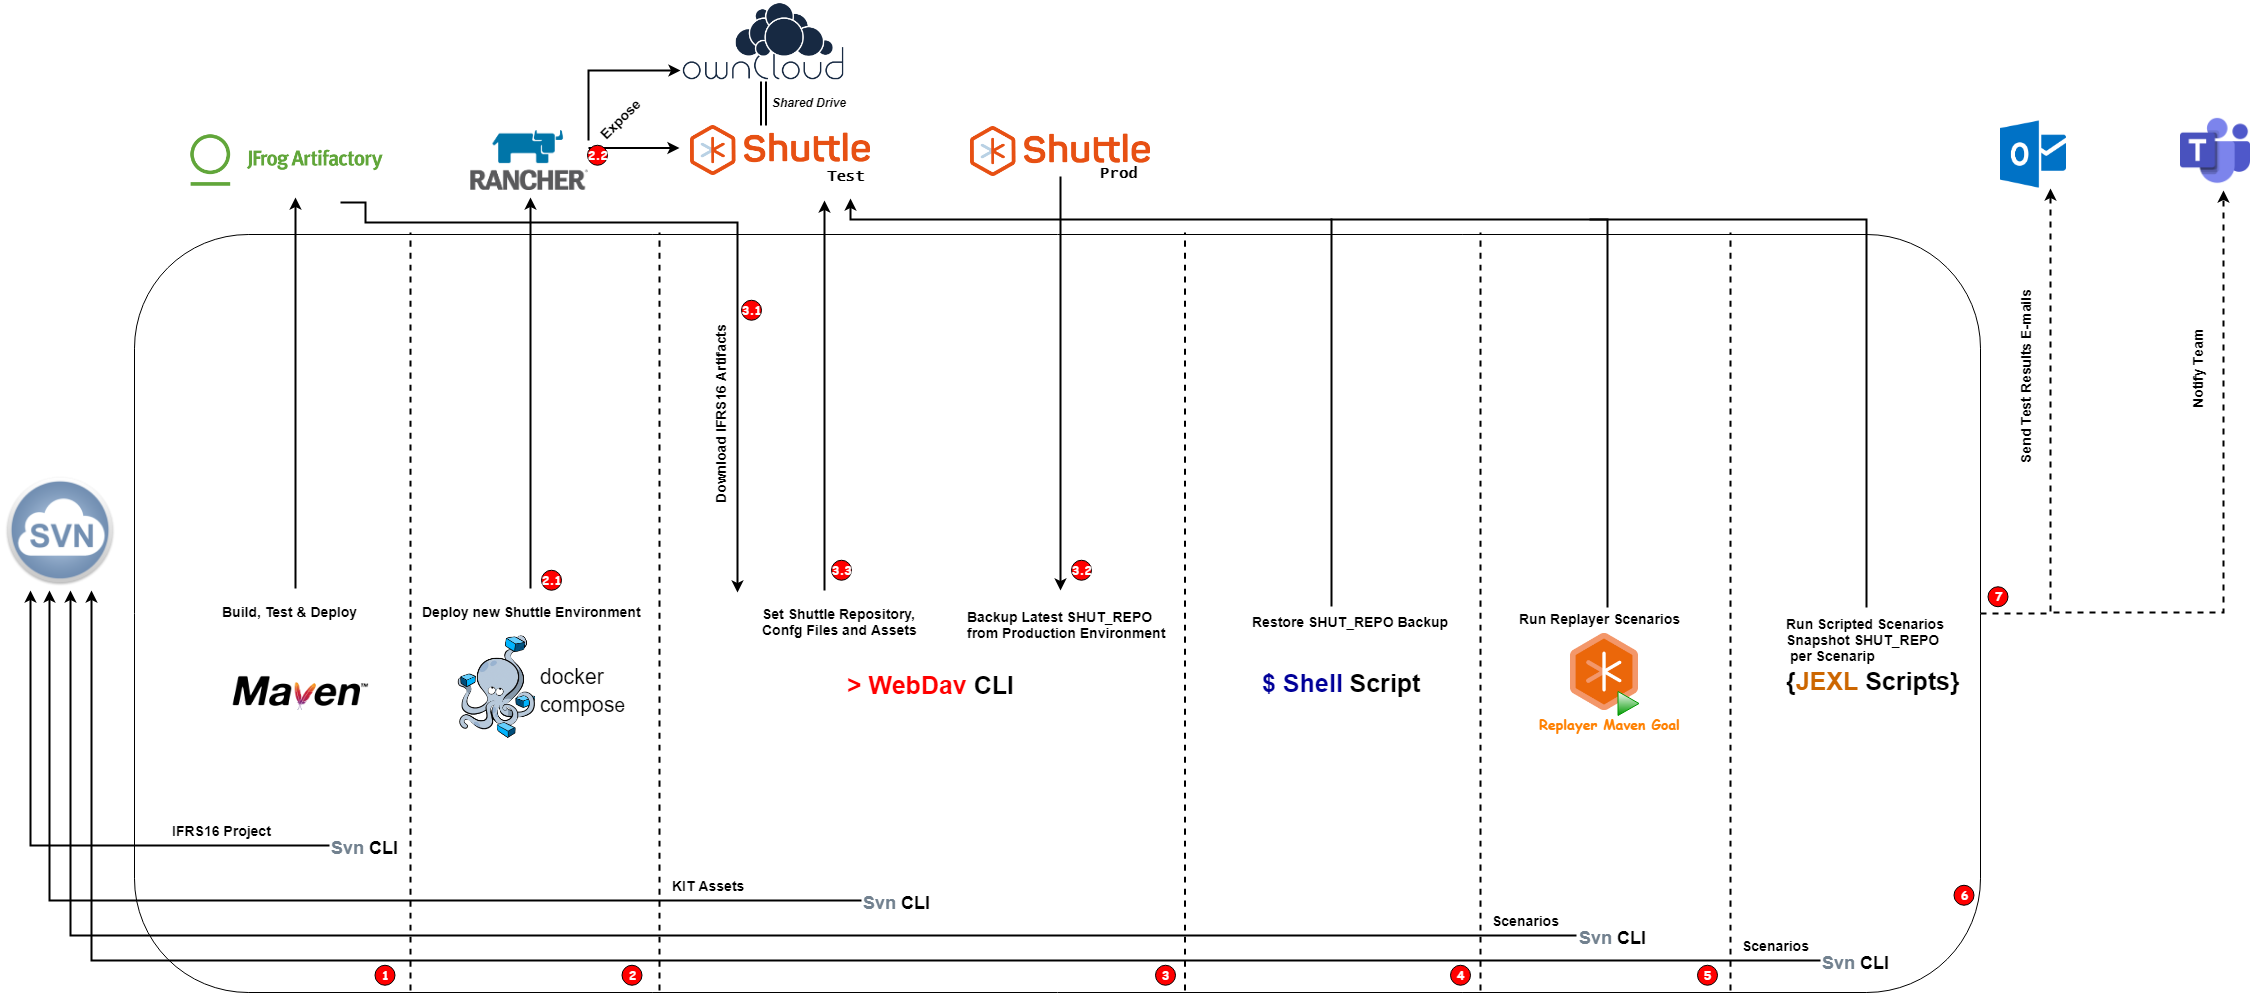 ownCloud
Shared Drive
Expose
2.2
JFrog Artifactory
RANCHER
Shuttle
Test
Shuttle
Prod
O
T
3.1
Download IFRS16 Artifacts
Send Test Results E-mails
Notify Team
SVN
2.1
3.3
3.2
7
Build, Test & Deploy
Deploy new Shuttle Environment
Set Shuttle Repository,
Confg Files and Assets
Backup Latest SHUT_REPO
from Production Environment
Restore SHUT_REPO Backup
Run Replayer Scenarios
Run Scripted Scenarios
Snapshot SHUT_REPO
per Scenarip
Maven™
docker
compose
> WebDav CLI
$ Shell Script
Replayer Maven Goal
{JEXL Scripts}
IFRS16 Project
Svn CLI
KIT Assets
Svn CLI
6
Scenarios
Svn CLI
Scenarios
Svn CLI
1
2
3
4
5